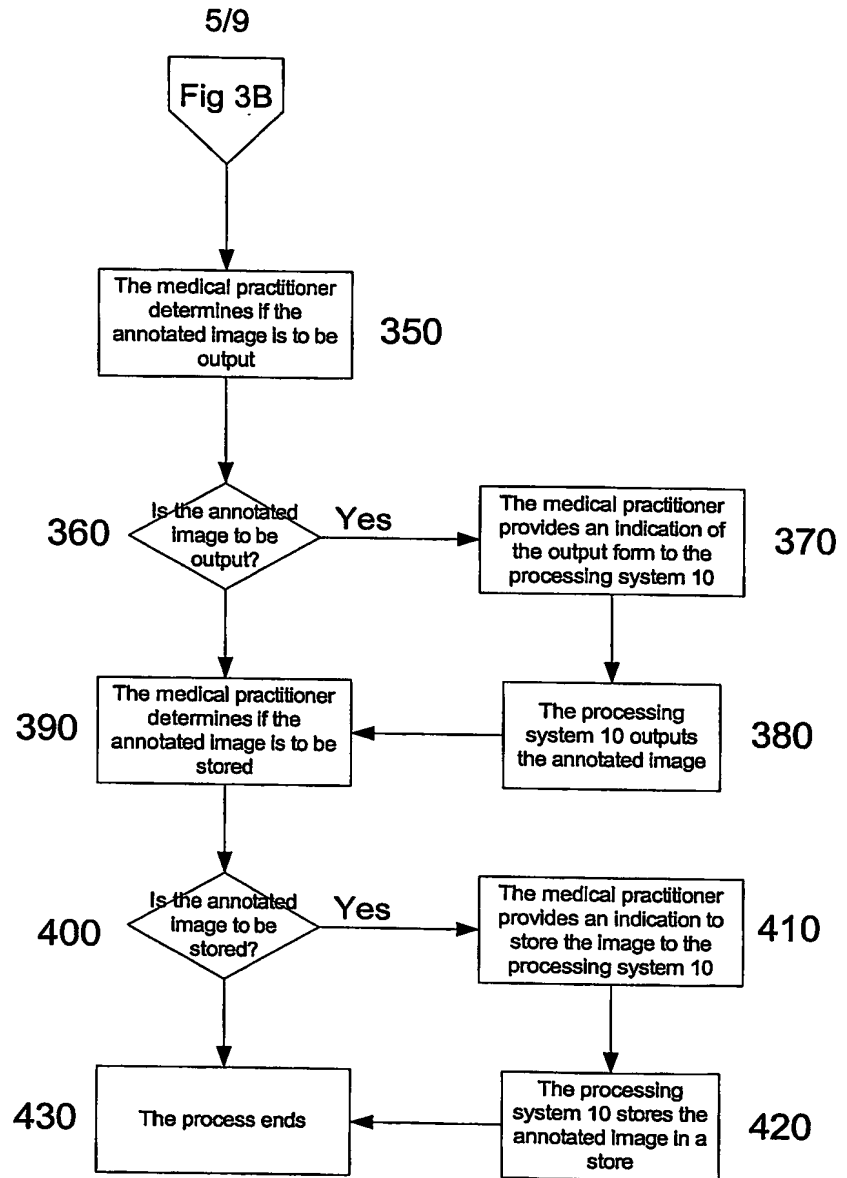 5/9
Fig 3B
The medical practitioner
determines if the
annotated image is to be
output
350
Is the annotated
image to be
output?
360
Yes
The medical practitioner
provides an indication of
the output form to the
processing system 10
370
The medical practitioner
determines if the
annotated image is to be
stored
390
The processing
system 10 outputs
the annotated image
380
Is the annotated
image to be
stored?
400
Yes
The medical practitioner
provides an indication to
store the image to the
processing system 10
410
430
The process ends
The processing
system 10 stores the
annotated image in a
store
420